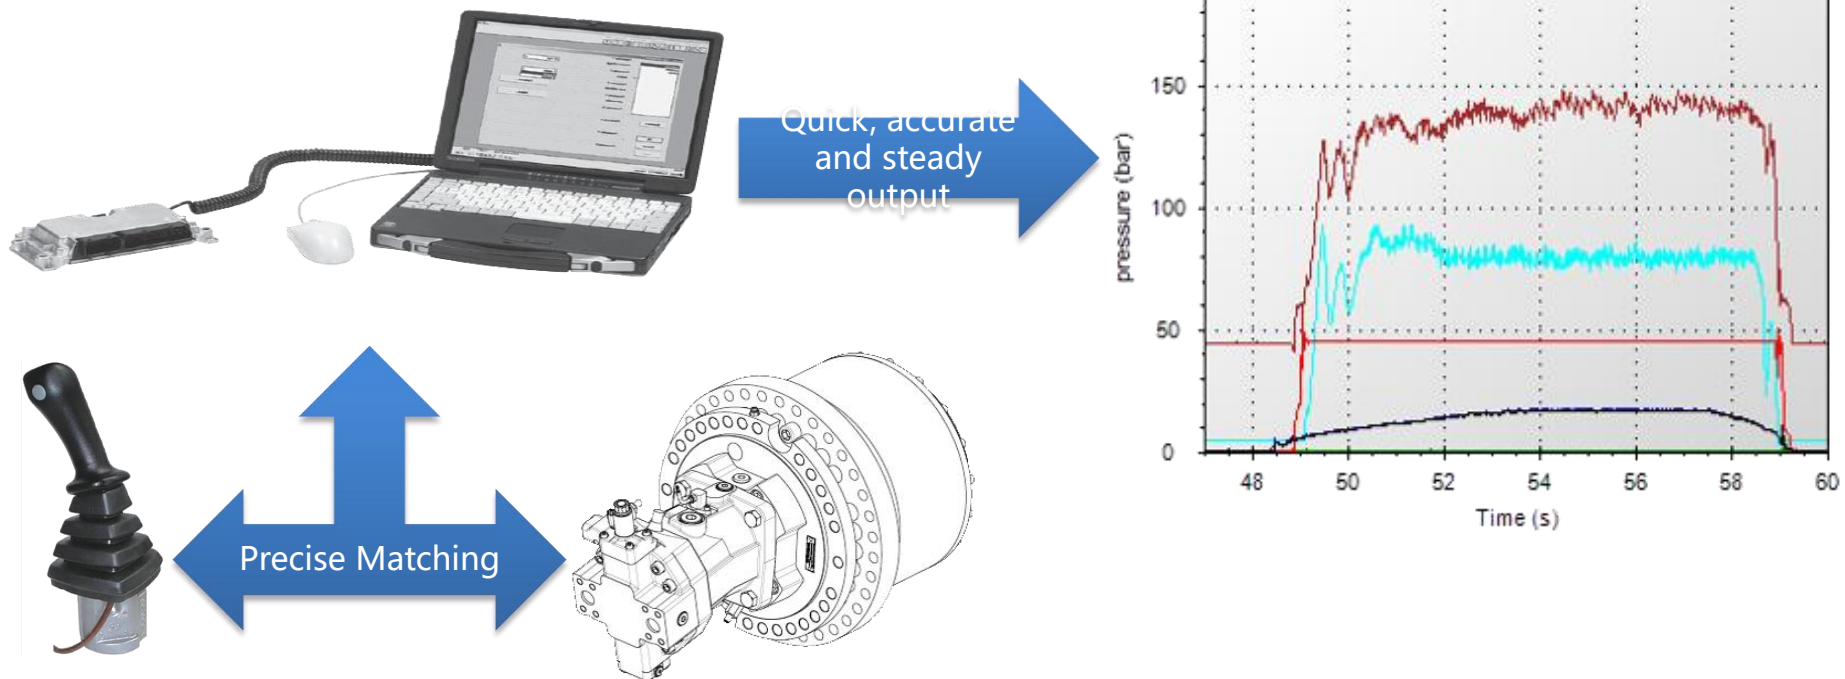 Quick, accurate
and steady
output
Precise Matching
pressure (bar)
150
100
50
0
48
50
52
54
56
58
60
Time (s)